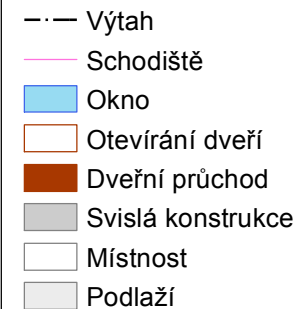 Výtah
Schodiště
Okno
Otevírání dveří
Dveřní průchod
Svislá konstrukce
Místnost
Podlaží